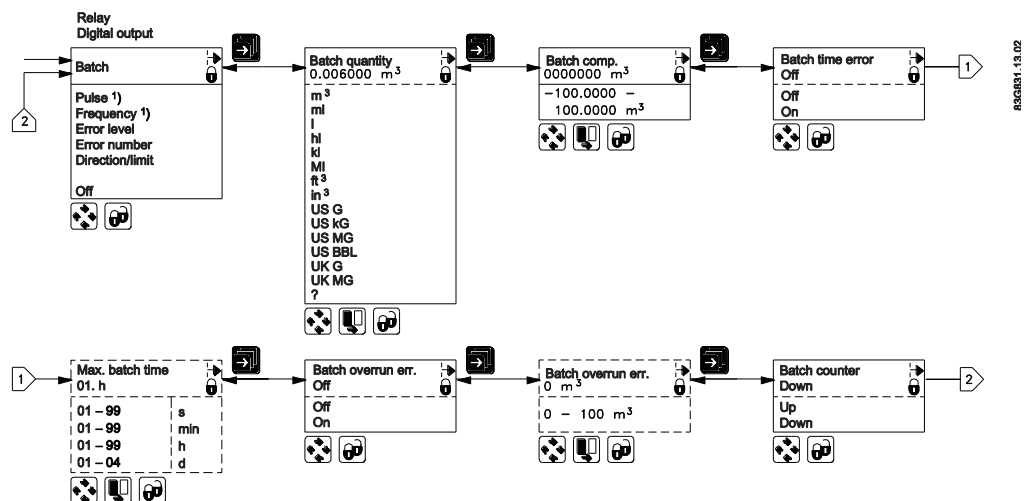 Relay
Digital output
Batch
Pulse 1)
Frequency 1)
Error level
Error number
Direction/limit
Off
2
Batch quantity
0.006000 m³
m³
ml
l
hl
kl
Ml
ft³
in³
US G
US kG
US MG
US BBL
UK G
UK MG
?
Batch comp.
0000000 m³
-100.0000 -
100.0000 m³
Batch time error
Off
Off
On
1
83G831.13.02
1
Max. batch time
01. h
01 – 99 s
01 – 99 min
01 – 99 h
01 – 04 d
Batch overrun err.
Off
Off
On
Batch overrun err.
0 m³
0 - 100 m³
Batch counter
Down
Up
Down
2